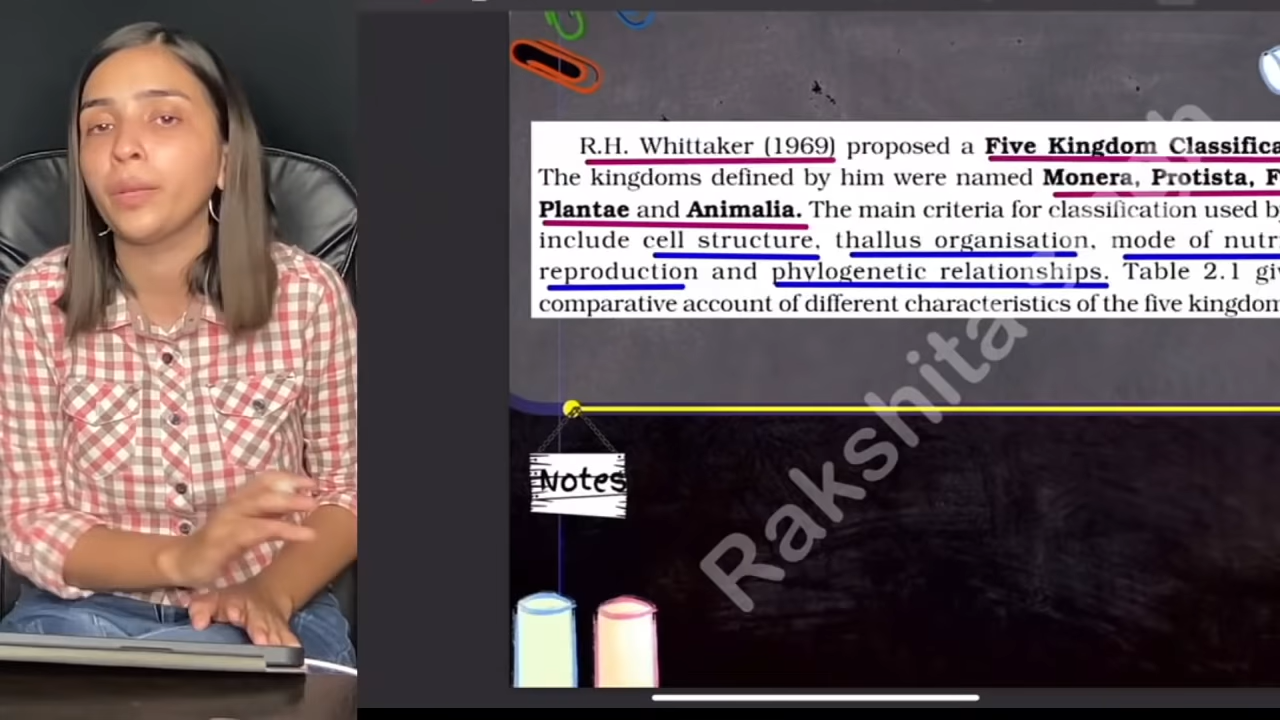 R.H. Whittaker (1969) proposed a Five Kingdom Classifica
The kingdoms defined by him were named Monera, Protista, F
Plantae and Animalia. The main criteria for classification used by
include cell structure, thallus organisation, mode of nutri
reproduction and phylogenetic relationships. Table 2.1 gi
comparative account of different characteristics of the five kingdom
Notes
Rakshita